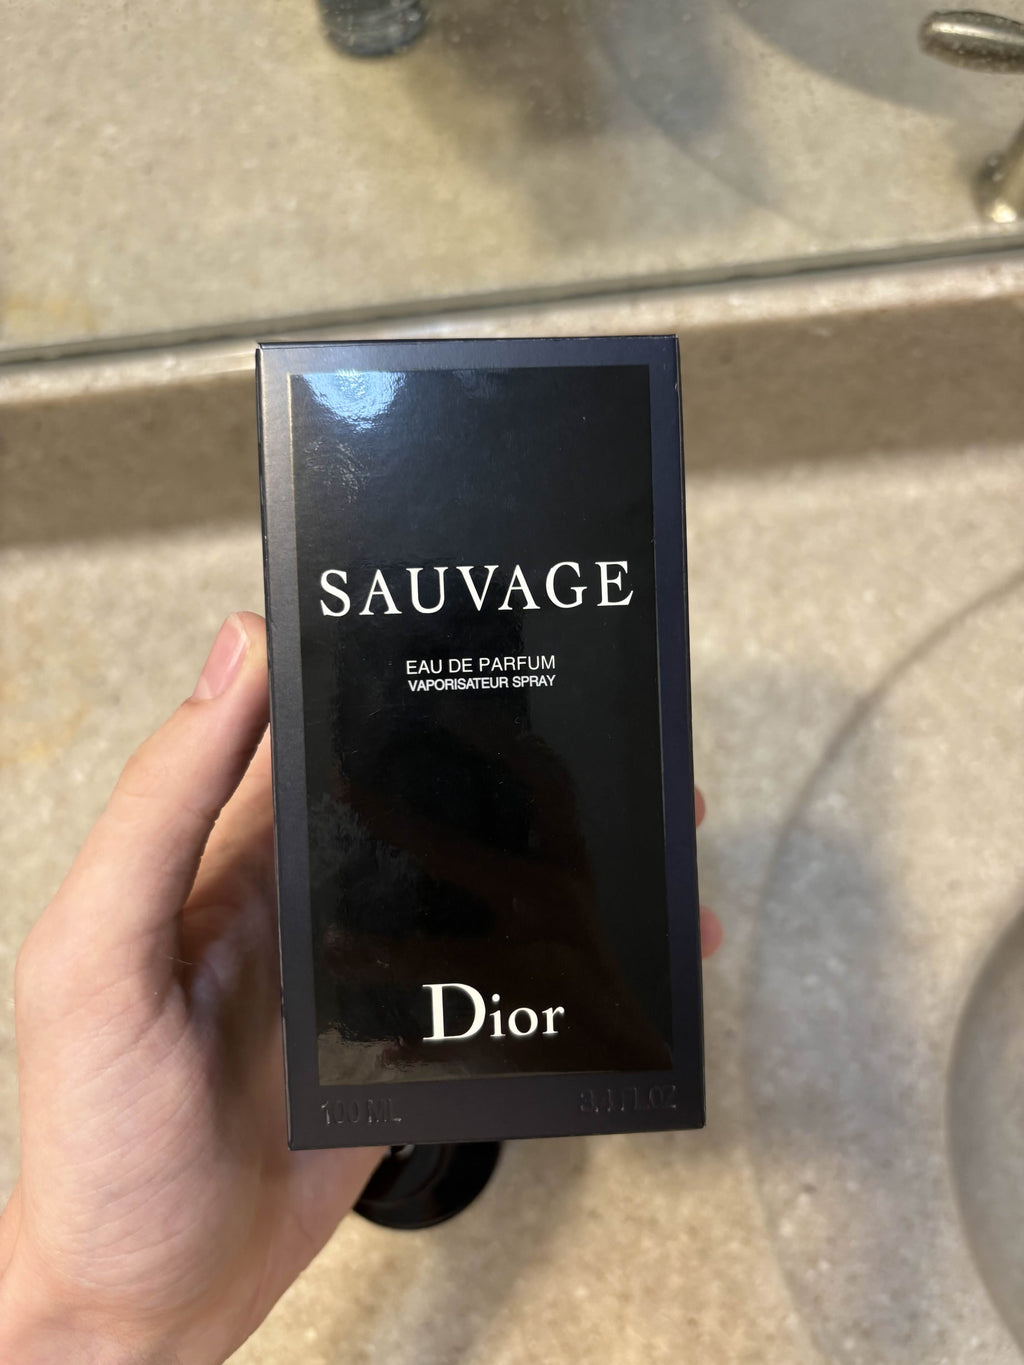 SAUVAGE
EAU DE PARFUM
VAPORISATEUR SPRAY
Dior
100 ML 3.4 FL.OZ